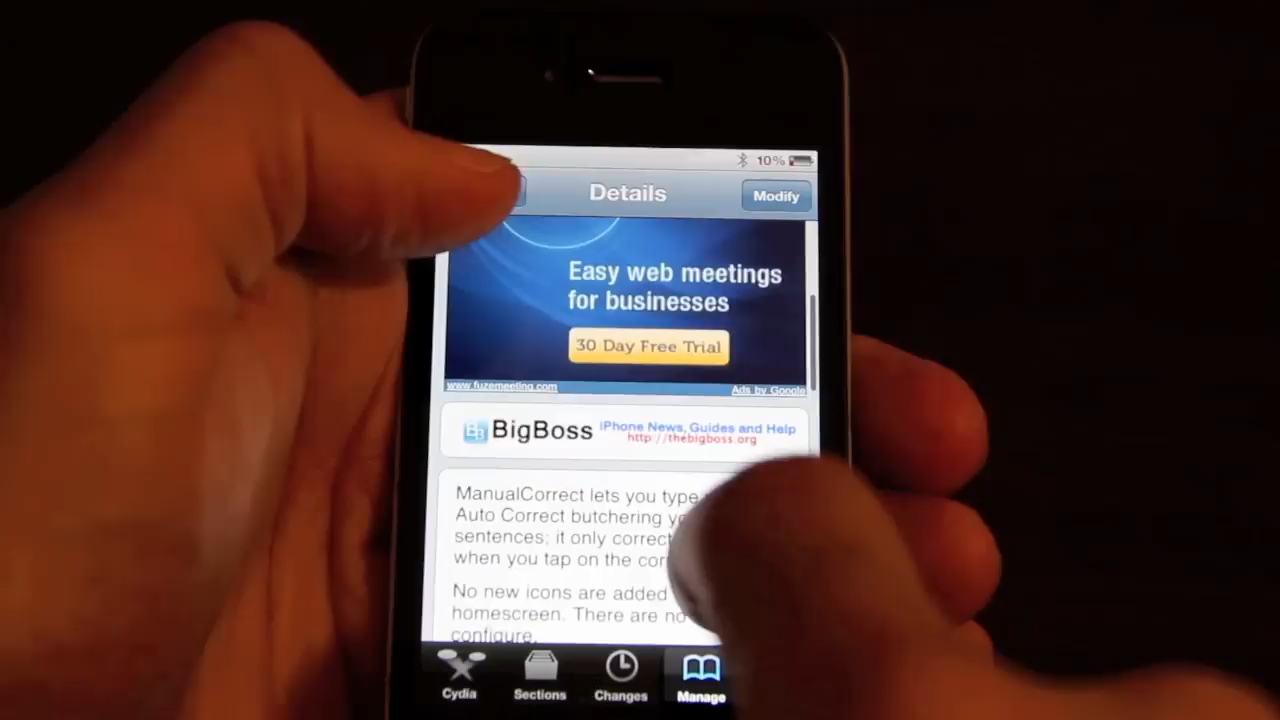 10%
Details
Modify
Easy web meetings
for businesses
30 Day Free Trial
www.fuzemeeting.com
Ads by Google
BigBoss
iPhone News, Guides and Help
http://thebigboss.org
ManualCorrect lets you type
Auto Correct butchering
sentences; it only
when you tap on the
No new icons are added
homescreen. There are no
configure.
Cydia
Sections
Changes
Manage